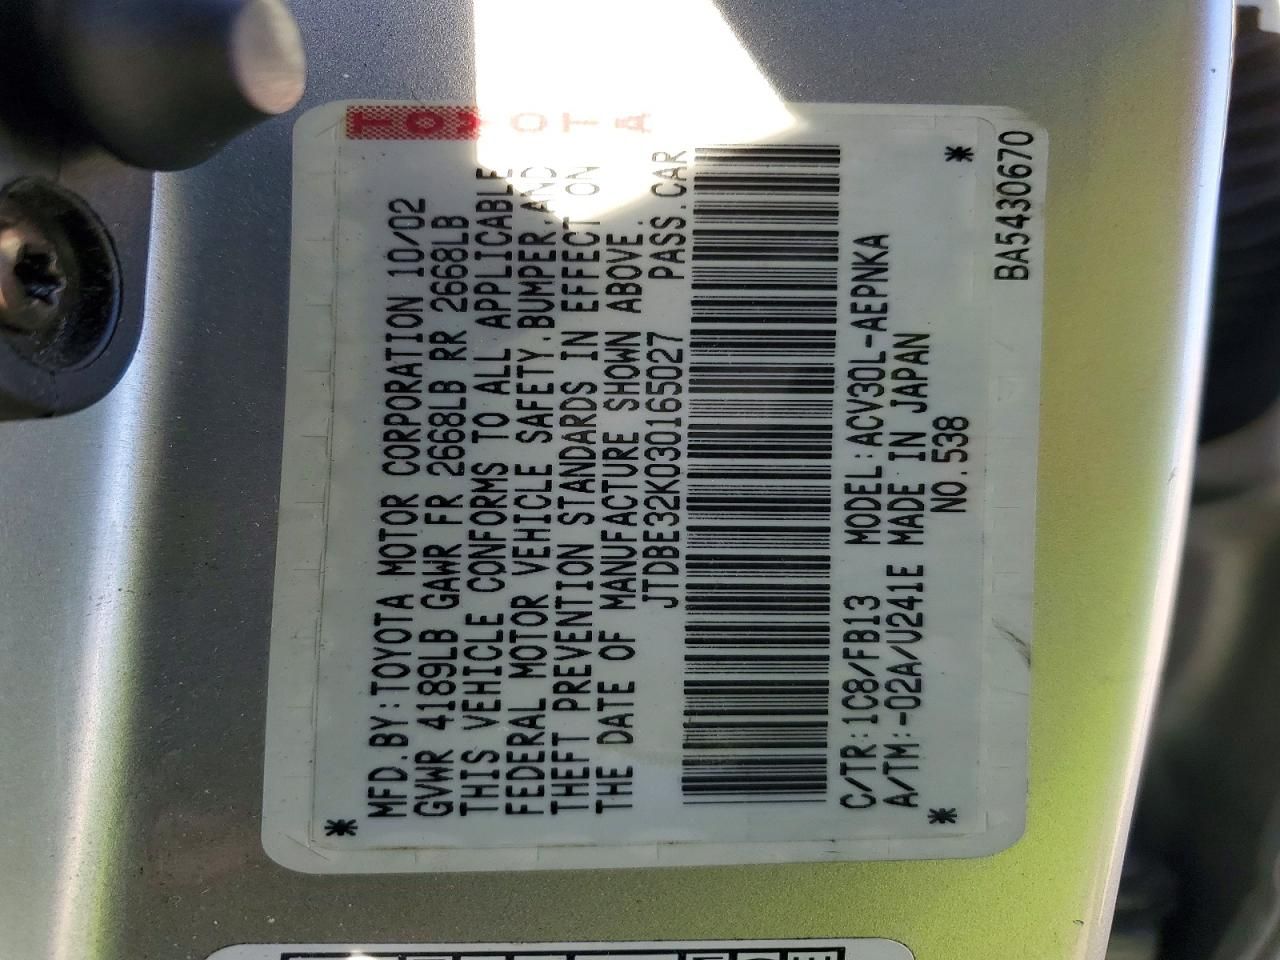 TOYOTA
MFD.BY:TOYOTA MOTOR CORPORATION 10/02
GVWR 4189LB GAWR FR 2668LB RR 2668LB
THIS VEHICLE CONFORMS TO ALL APPLICABLE
FEDERAL MOTOR VEHICLE SAFETY,BUMPER,AND
THEFT PREVENTION STANDARDS IN EFFECT ON
THE DATE OF MANUFACTURE SHOWN ABOVE.
JTDBE32K030165027 PASS.CAR
C/TR:1C8/FB13 MODEL:ACV30L-AEPNKA
A/TM:-02A/U241E MADE IN JAPAN
NO.538
BA5430670